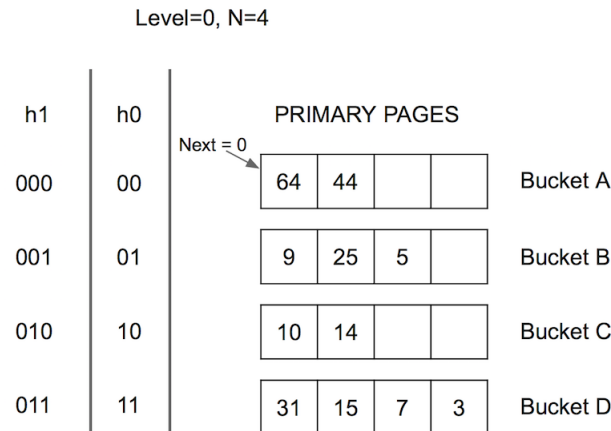 Level=0, N=4
h1 h0 PRIMARY PAGES
Next = 0
000 00 64 44 Bucket A
001 01 9 25 5 Bucket B
010 10 10 14 Bucket C
011 11 31 15 7 3 Bucket D